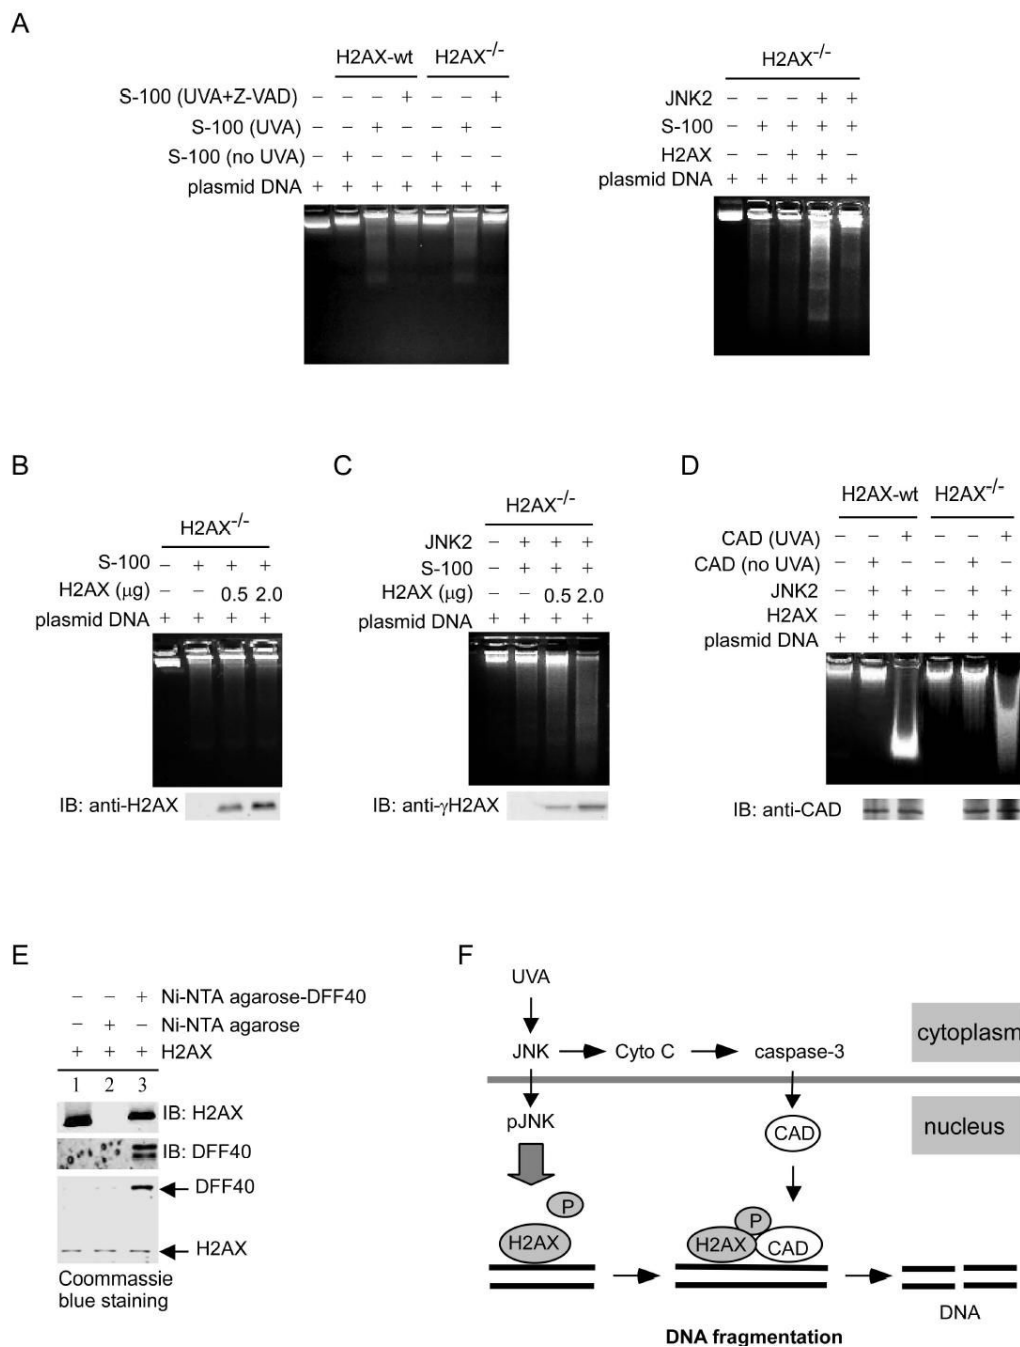 A
H2AX-wt H2AX-/-
S-100 (UVA+Z-VAD) − − − + − − +
S-100 (UVA) − − + − − + −
S-100 (no UVA) − + − − + − −
plasmid DNA + + + + + + +
H2AX-/-
JNK2 − − − + +
S-100 − + + + +
H2AX − − + + −
plasmid DNA + + + + +
B
H2AX-/-
S-100 − + + +
H2AX (µg) − − 0.5 2.0
plasmid DNA + + + +
IB: anti-H2AX
C
H2AX-/-
JNK2 − + + +
S-100 − + + +
H2AX (µg) − − 0.5 2.0
plasmid DNA + + + +
IB: anti-γH2AX
D
H2AX-wt H2AX-/-
CAD (UVA) − − + − − +
CAD (no UVA) − + − − + −
JNK2 − + + − + +
H2AX − + + − + +
plasmid DNA + + + + + +
IB: anti-CAD
E
− − + Ni-NTA agarose-DFF40
− + − Ni-NTA agarose
+ + + H2AX
1 2 3
IB: H2AX
IB: DFF40
DFF40
H2AX
Coommassie
blue staining
F
UVA
JNK Cyto C caspase-3
cytoplasm
pJNK CAD
nucleus
P
H2AX
P
H2AX CAD
DNA
DNA fragmentation